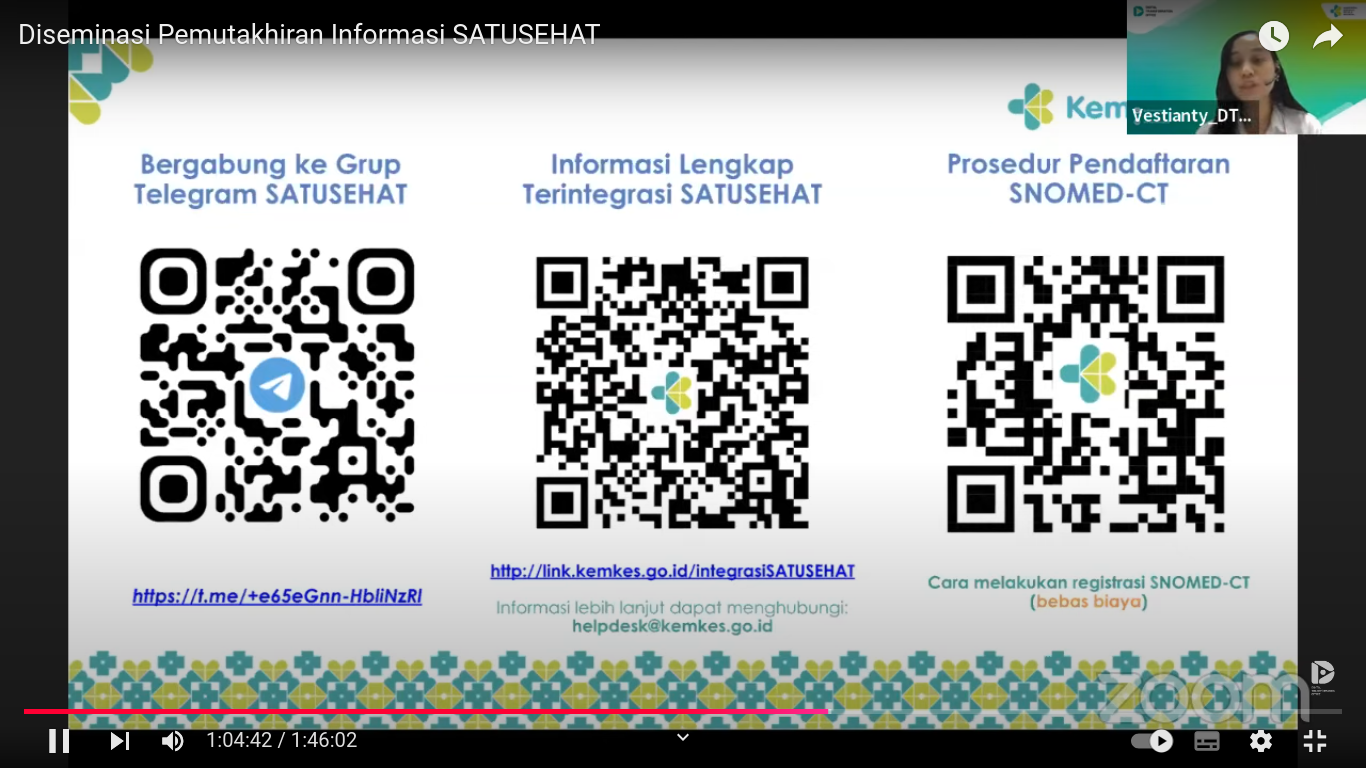 Diseminasi Pemutakhiran Informasi SATUSEHAT
Vestianty_DT...
Bergabung ke Grup
Telegram SATUSEHAT
Informasi Lengkap
Terintegrasi SATUSEHAT
Prosedur Pendaftaran
SNOMED-CT
https://t.me/+e65eGnn-HbliNzRl
http://link.kemkes.go.id/integrasiSATUSEHAT
Informasi lebih lanjut dapat menghubungi:
helpdesk@kemkes.go.id
Cara melakukan registrasi SNOMED-CT
(bebas biaya)
zoom
1:04:42 / 1:46:02